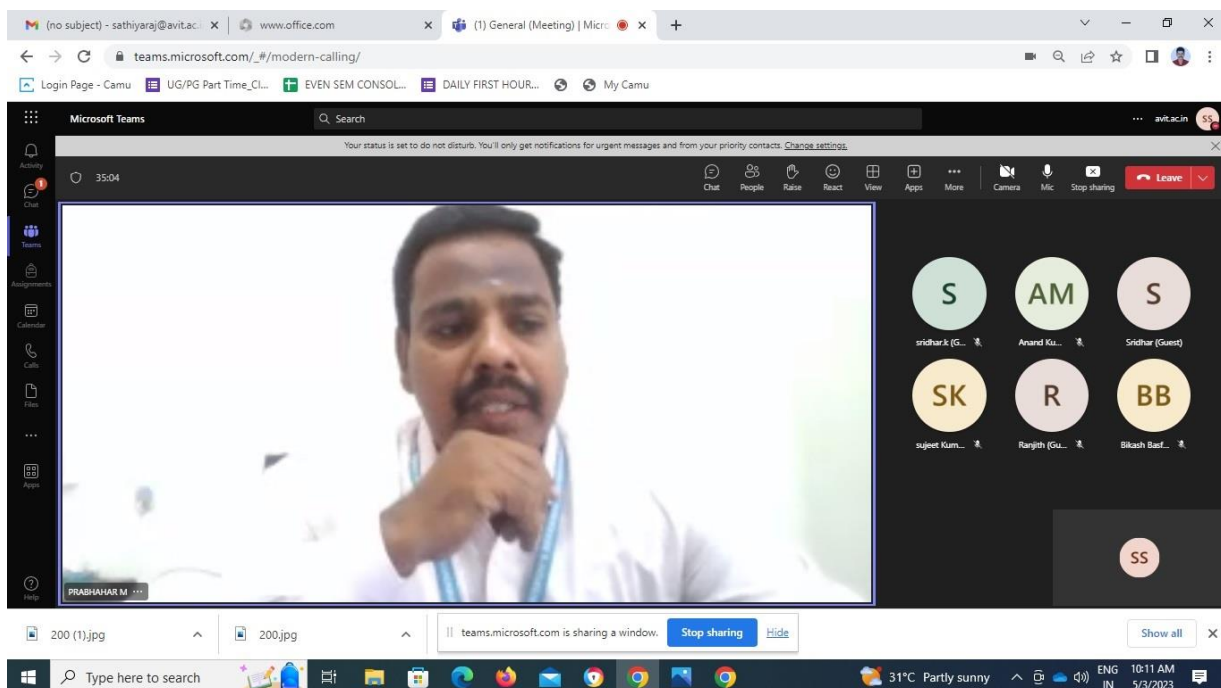 (no subject) - sathiyaraj@avit.ac.i
www.office.com
(1) General (Meeting) | Micro
teams.microsoft.com/_#/modern-calling/
Login Page - Camu
UG/PG Part Time_Cl...
EVEN SEM CONSOL...
DAILY FIRST HOUR...
My Camu
Microsoft Teams
Search
avit.ac.in
SS
Your status is set to do not disturb. You'll only get notifications for urgent messages and from your priority contacts. Change settings.
35:04
Chat
People
Raise
React
View
Apps
More
Camera
Mic
Stop sharing
Leave
Activity
1
Chat
Teams
Assignments
Calendar
Calls
Files
Apps
Help
S
AM
S
sridhar.k (G...
Anand Ku...
Sridhar (Guest)
SK
R
BB
sujeet Kum...
Ranjith (Gu...
Bikash Basf...
SS
PRABHAHAR M ...
200 (1).jpg
200.jpg
teams.microsoft.com is sharing a window.
Stop sharing
Hide
Show all
Type here to search
31°C Partly sunny
ENG
IN
10:11 AM
5/3/2023